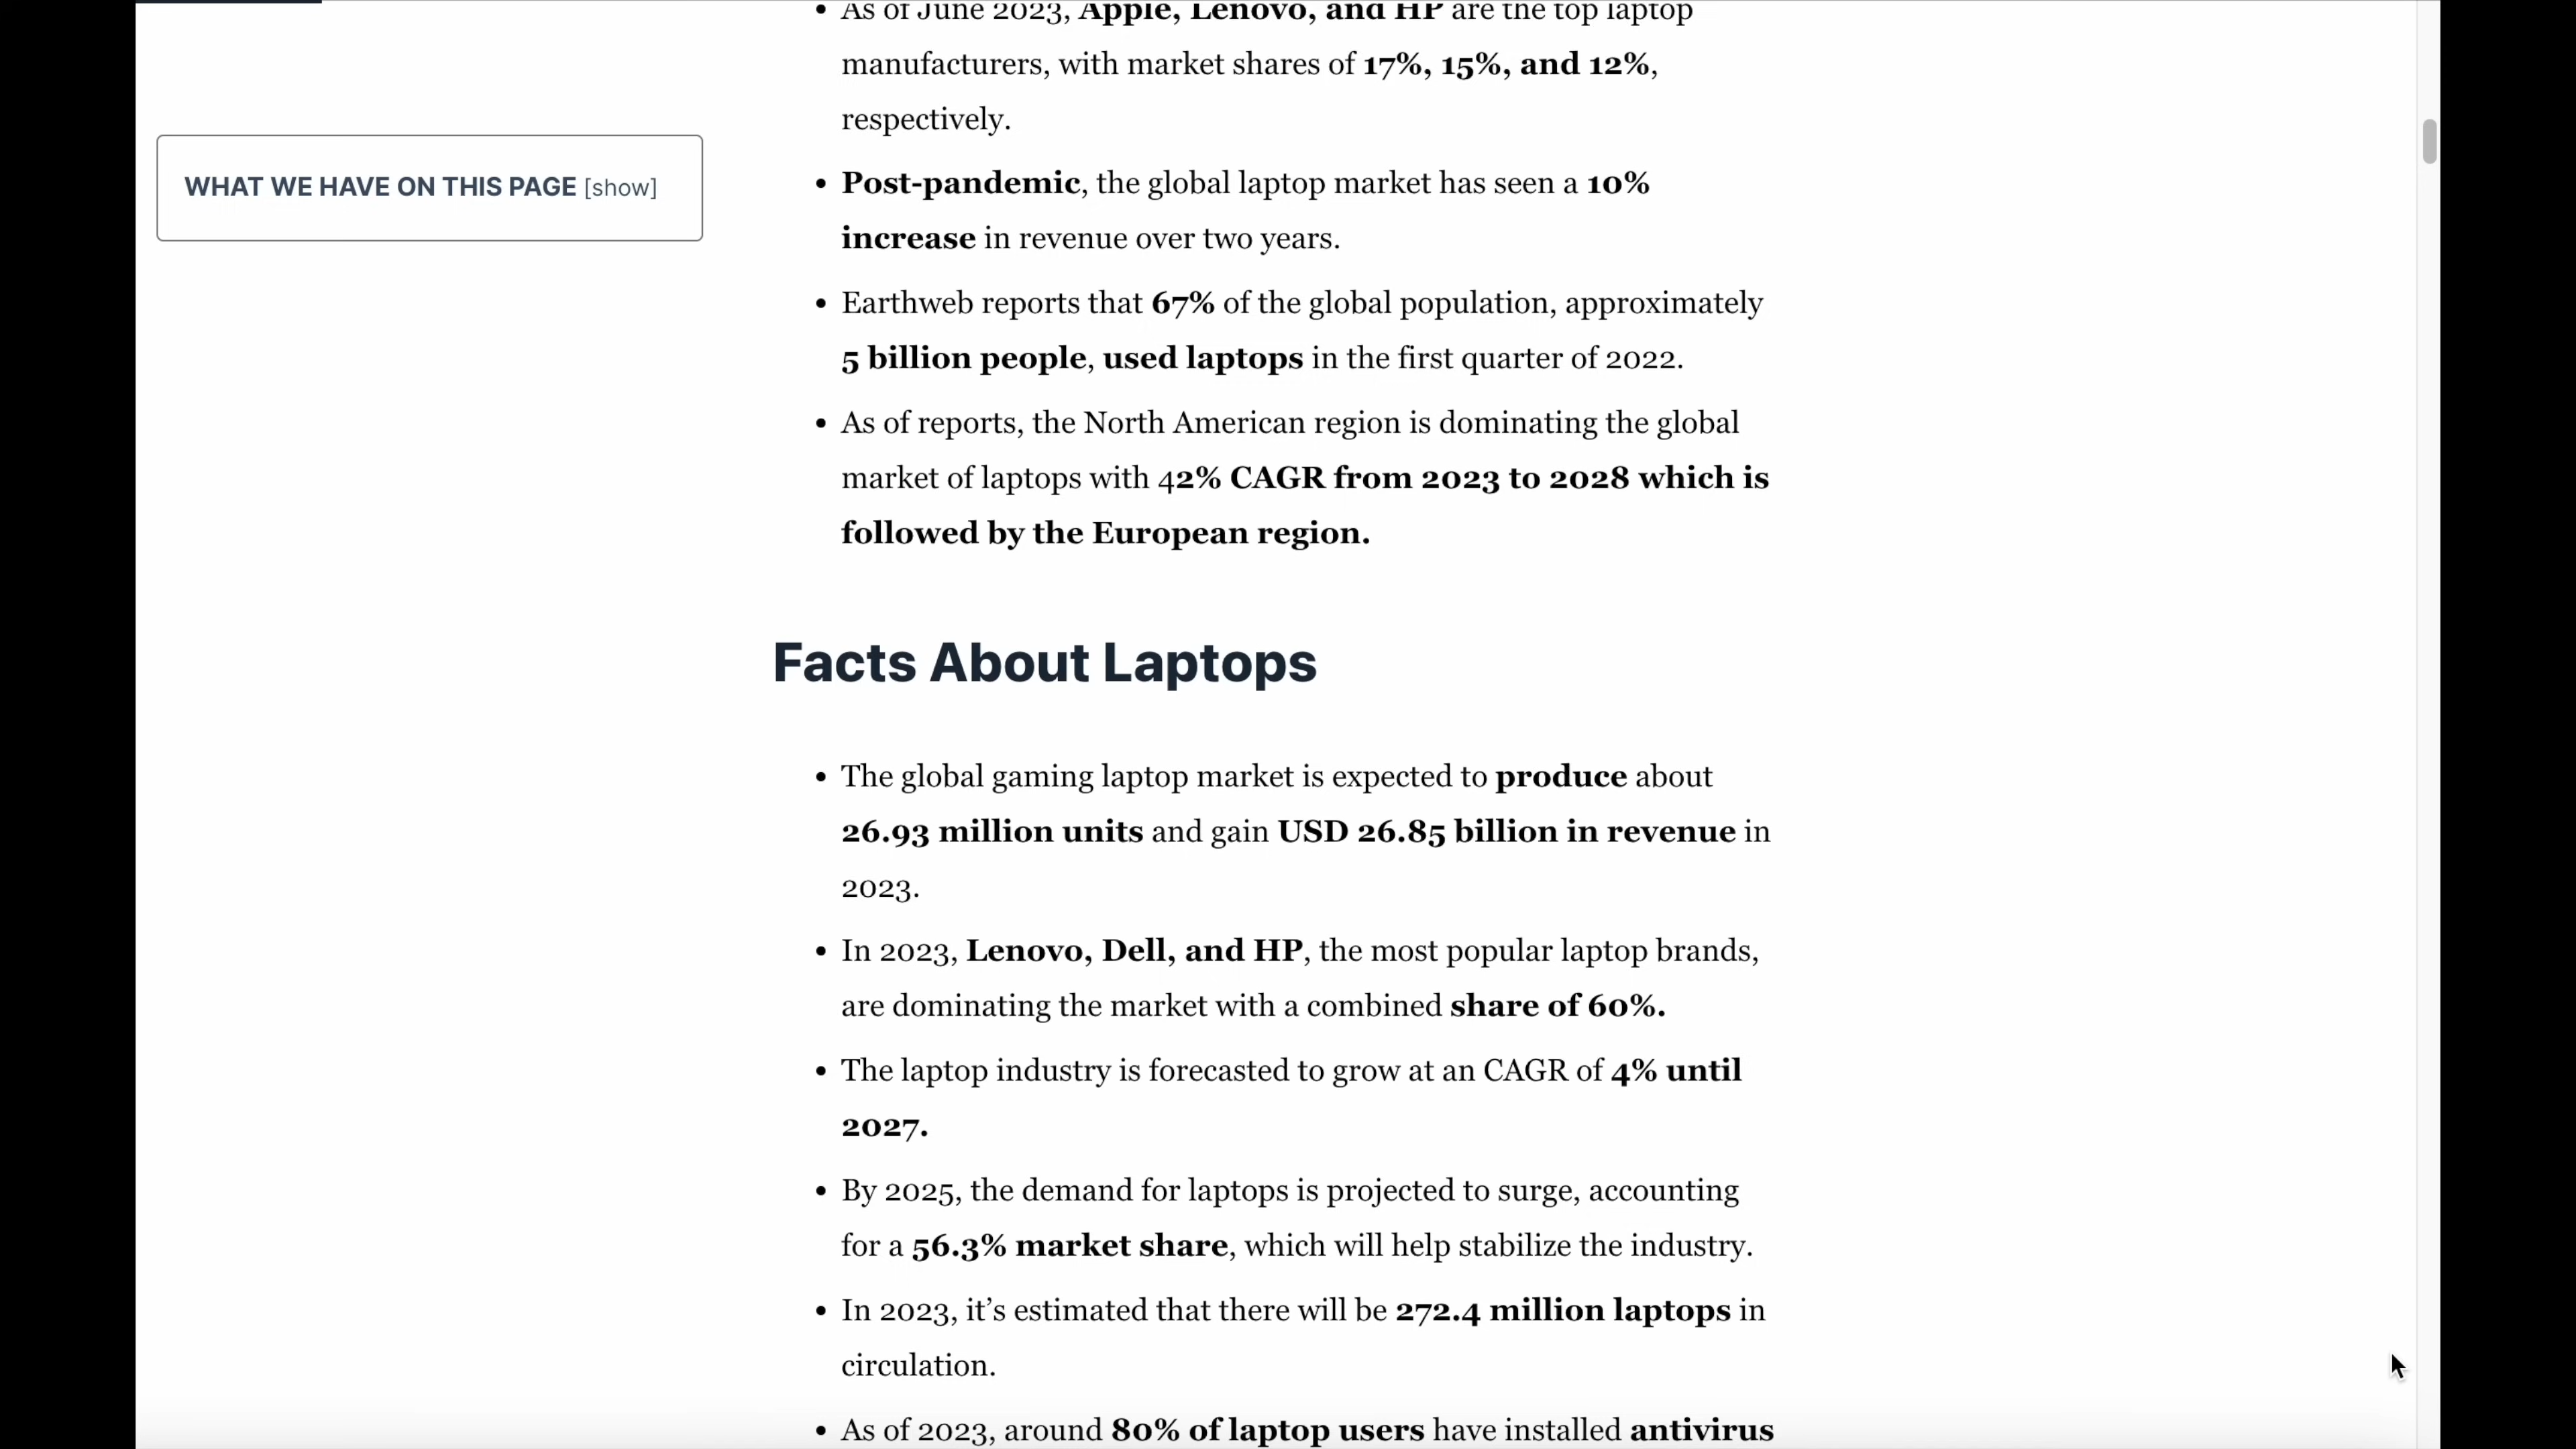 As of June 2023, Apple, Lenovo, and HP are the top laptop
manufacturers, with market shares of 17%, 15%, and 12%,
respectively.
WHAT WE HAVE ON THIS PAGE [show]
Post-pandemic, the global laptop market has seen a 10%
increase in revenue over two years.
Earthweb reports that 67% of the global population, approximately
5 billion people, used laptops in the first quarter of 2022.
As of reports, the North American region is dominating the global
market of laptops with 42% CAGR from 2023 to 2028 which is
followed by the European region.
Facts About Laptops
The global gaming laptop market is expected to produce about
26.93 million units and gain USD 26.85 billion in revenue in
2023.
In 2023, Lenovo, Dell, and HP, the most popular laptop brands,
are dominating the market with a combined share of 60%.
The laptop industry is forecasted to grow at an CAGR of 4% until
2027.
By 2025, the demand for laptops is projected to surge, accounting
for a 56.3% market share, which will help stabilize the industry.
In 2023, it’s estimated that there will be 272.4 million laptops in
circulation.
As of 2023, around 80% of laptop users have installed antivirus